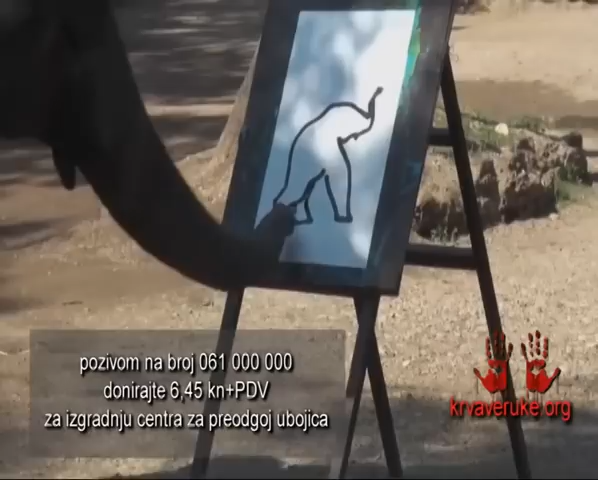 pozivom na broj 061 000 000
donirajte 6,45 kn+PDV
za izgradnju centra za preodgoj ubojica
krvaveruke.org